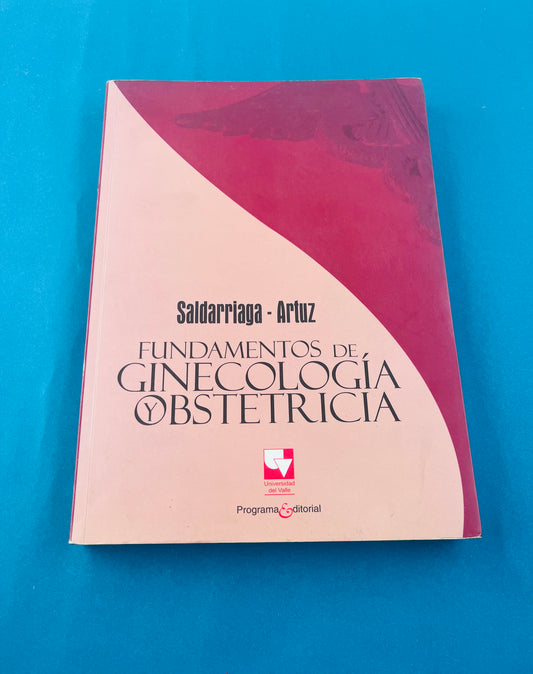 Saldarriaga - Artuz
FUNDAMENTOS DE
GINECOLOGÍA
Y OBSTETRICIA
Universidad
del Valle
Programa Editorial